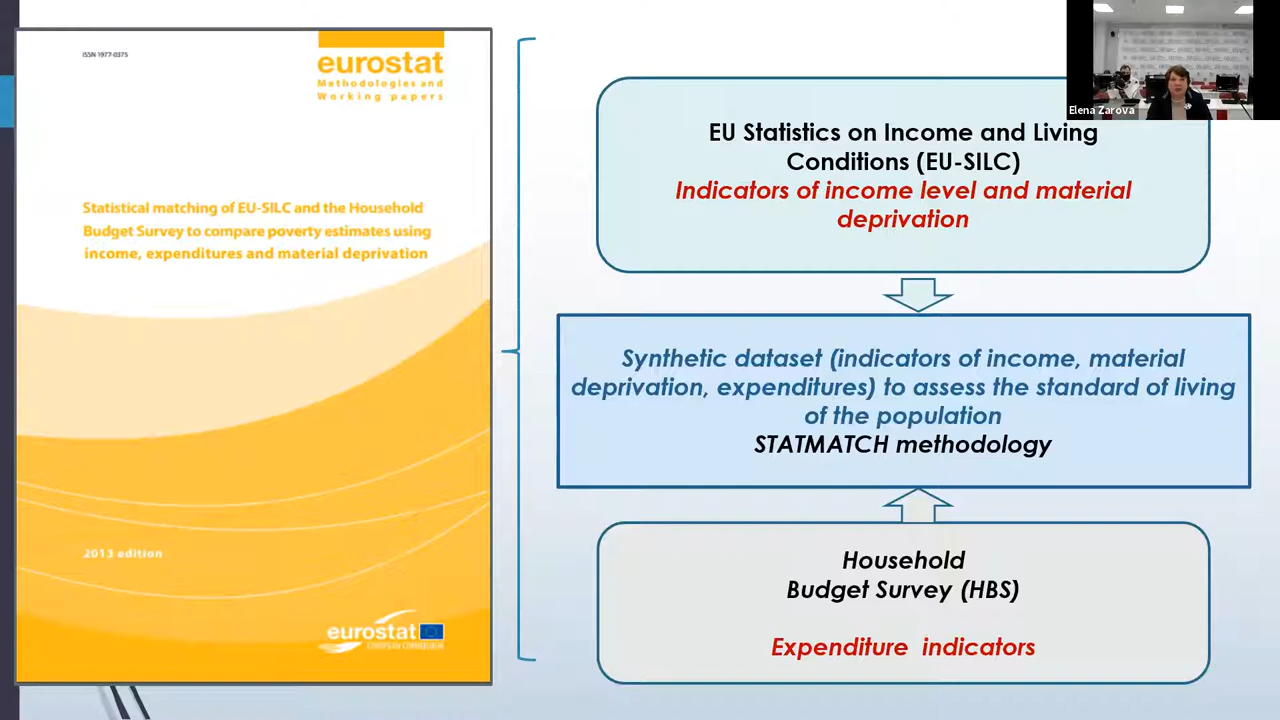 ISSN 1977-0375
eurostat
Methodologies and
Working papers
Statistical matching of EU-SILC and the Household
Budget Survey to compare poverty estimates using
income, expenditures and material deprivation
2013 edition
eurostat
EUROPEAN COMMISSION
EU Statistics on Income and Living
Conditions (EU-SILC)
Indicators of income level and material
deprivation
Synthetic dataset (indicators of income, material
deprivation, expenditures) to assess the standard of living
of the population
STATMATCH methodology
Household
Budget Survey (HBS)
Expenditure indicators
Elena Zarova